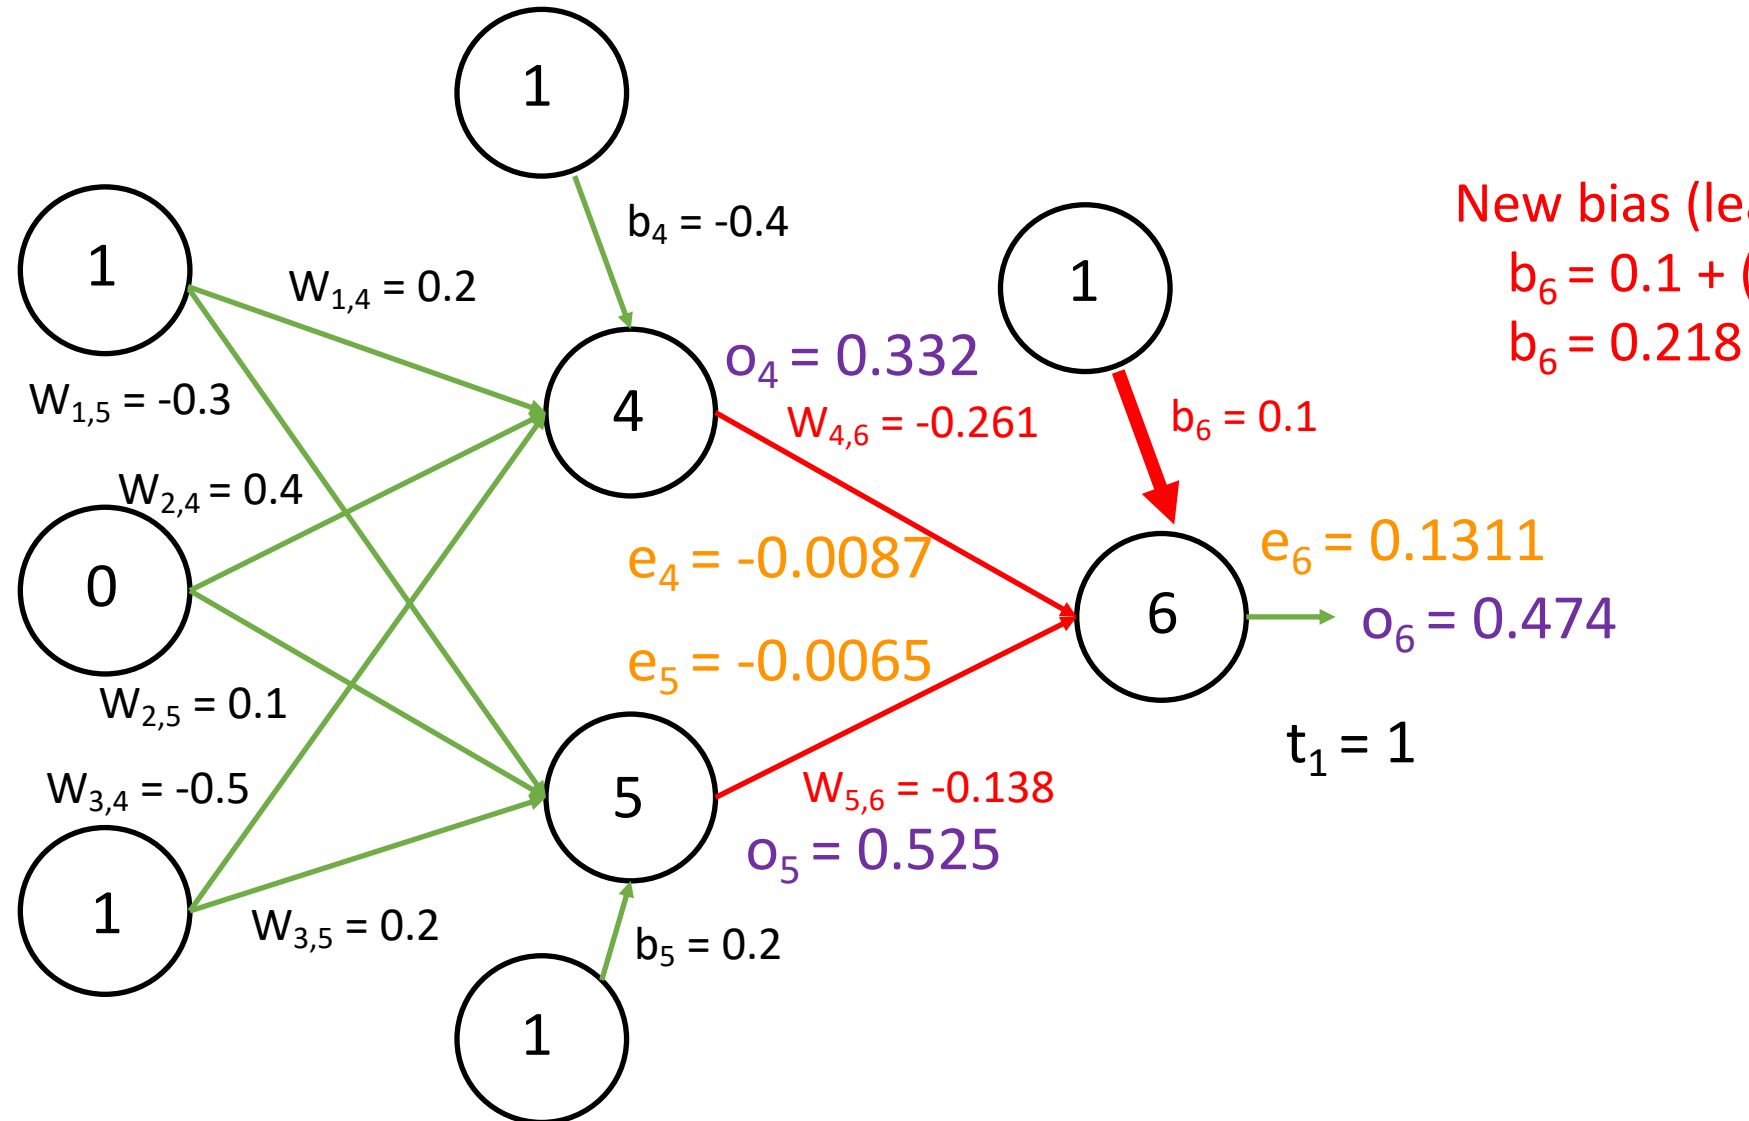 1
b4 = -0.4
1
W1,4 = 0.2
1
New bias (
b6 = 0.1 + (
b6 = 0.218
o4 = 0.332
W1,5 = -0.3
4
W4,6 = -0.261
b6 = 0.1
W2,4 = 0.4
e4 = -0.0087
e6 = 0.1311
0
6
o6 = 0.474
e5 = -0.0065
W2,5 = 0.1
t1 = 1
W3,4 = -0.5
5
W5,6 = -0.138
o5 = 0.525
1
W3,5 = 0.2
b5 = 0.2
1